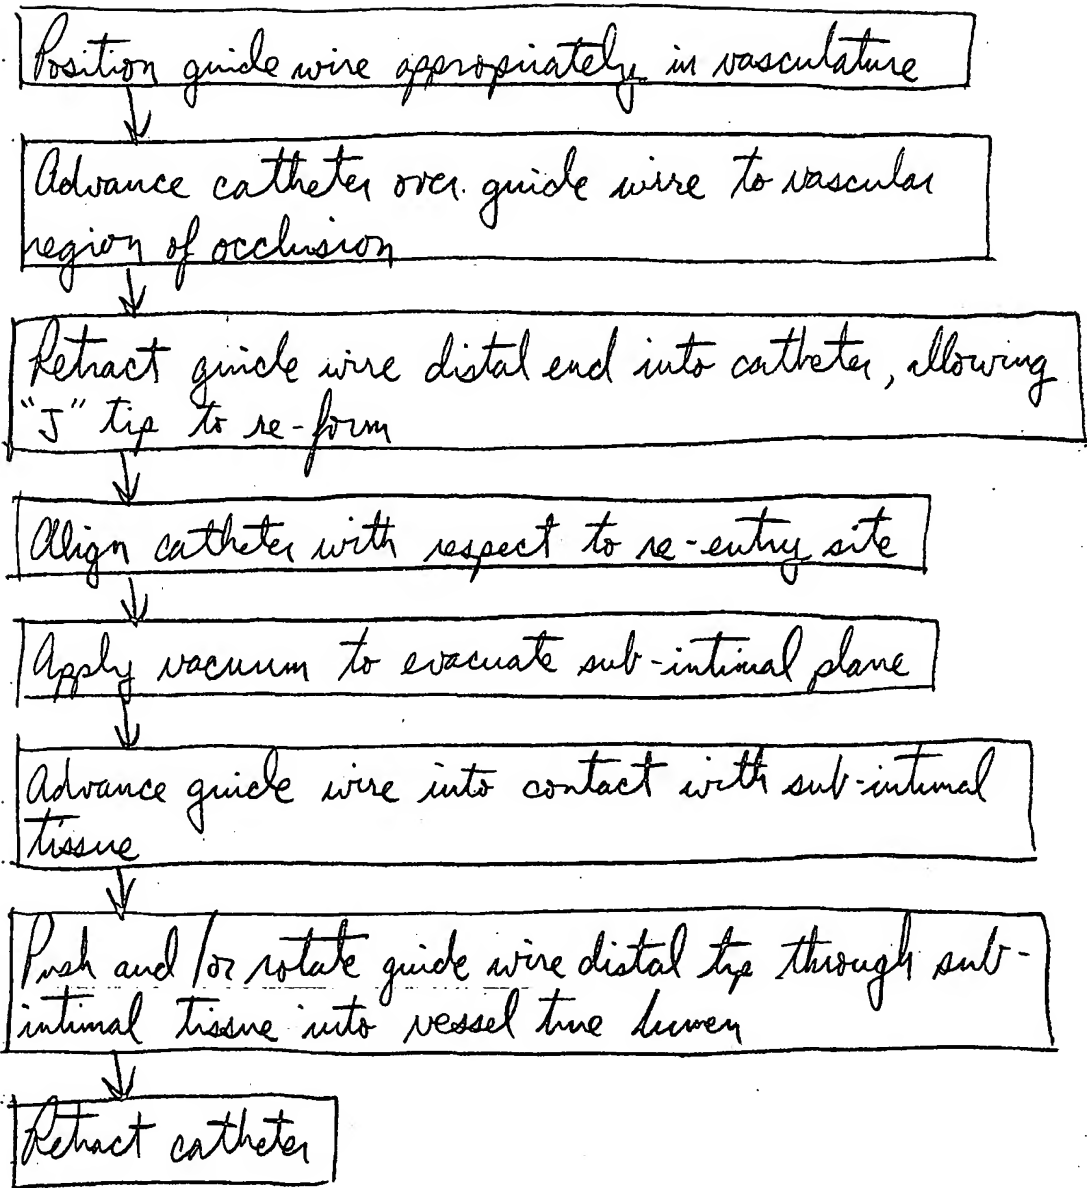 Position guide wire appropriately in vasculature
Advance catheter over guide wire to vascular
region of occlusion
Retract guide wire distal end into catheter, allowing
"J" tip to re-form
Align catheter with respect to re-entry site
Apply vacuum to evacuate sub-intimal plane
Advance guide wire into contact with sub-intimal
tissue
Push and/or rotate guide wire distal tip through sub-
intimal tissue into vessel true lumen
Retract catheter